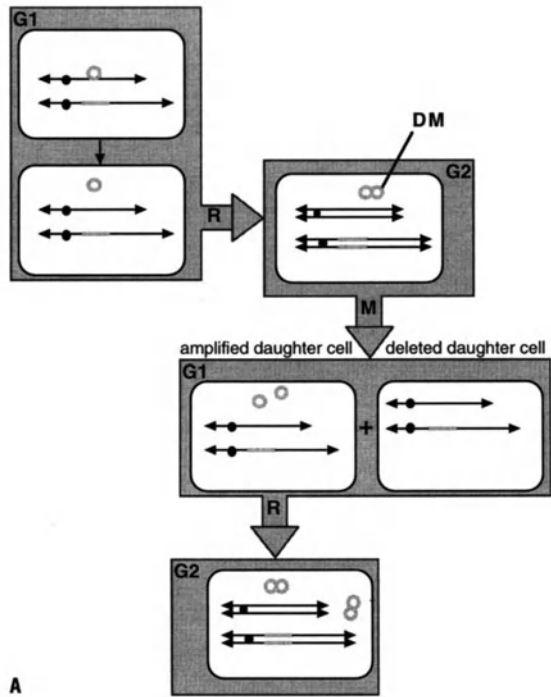 G1
DM
G2
R
M
amplified daughter cell deleted daughter cell
G1
+
R
G2
A